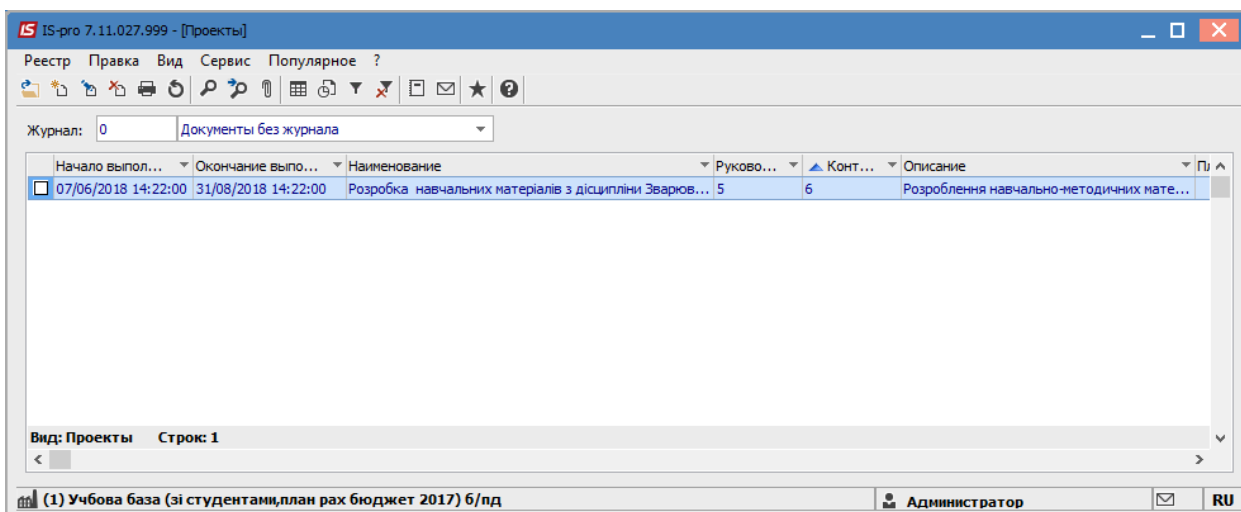 IS IS-pro 7.11.027.999 - [Проекты]
Реестр Правка Вид Сервис Популярное ?
Журнал: 0 Документы без журнала
Начало выпол... Окончание выпо... Наименование Руково... Конт... Описание Пл
07/06/2018 14:22:00 31/08/2018 14:22:00 Розробка навчальних матеріалів з дісципліни Зварюв... 5 6 Розроблення навчально-методичних мате...
Вид: Проекты Строк: 1
(1) Учбова база (зі студентами,план рах бюджет 2017) б/пд Администратор RU